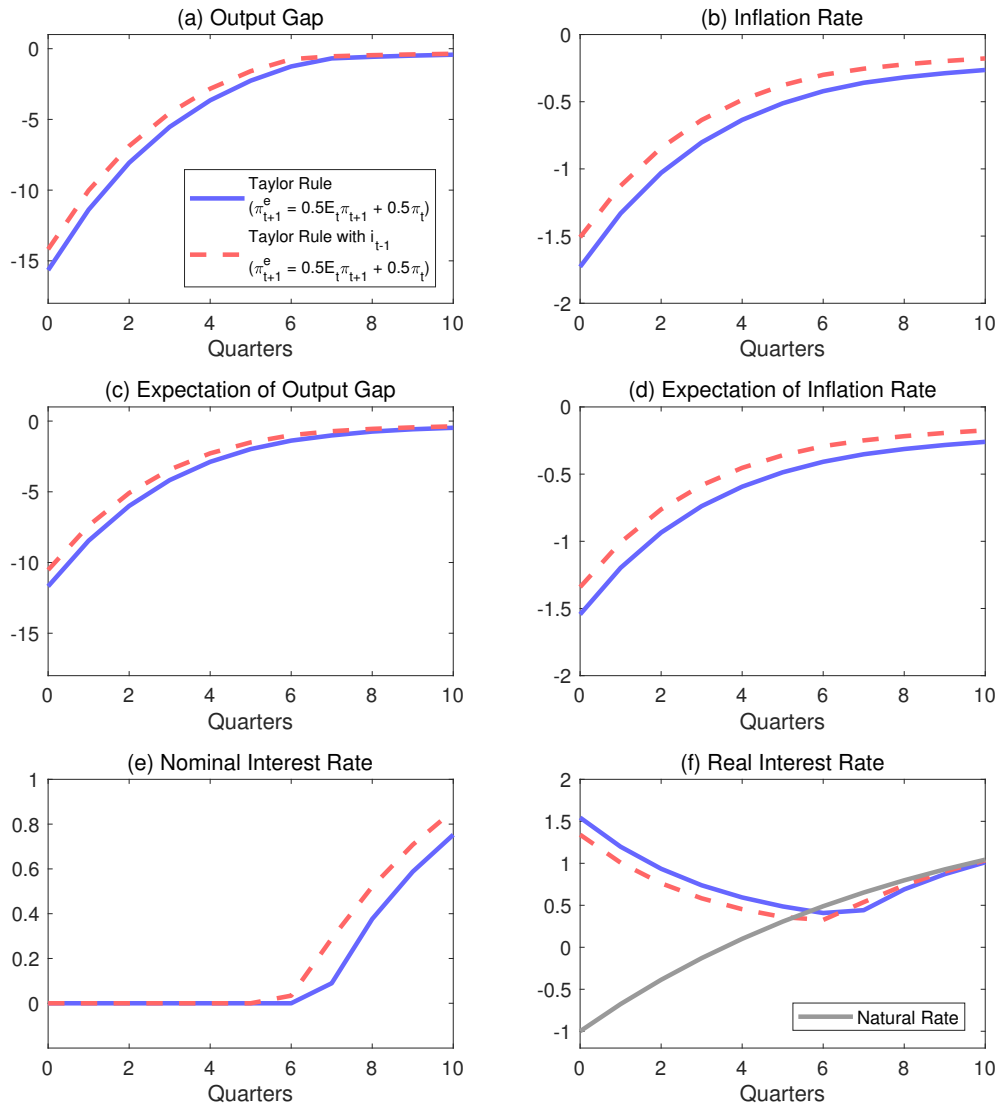 (a) Output Gap
0
-5
-10
-15
0 2 4 6 8 10
Quarters
Taylor Rule
(π^e_{t+1} = 0.5E_tπ_{t+1} + 0.5π_t)
Taylor Rule with i_{t-1}
(π^e_{t+1} = 0.5E_tπ_{t+1} + 0.5π_t)
(b) Inflation Rate
0
-0.5
-1
-1.5
-2
0 2 4 6 8 10
Quarters
(c) Expectation of Output Gap
0
-5
-10
-15
0 2 4 6 8 10
Quarters
(d) Expectation of Inflation Rate
0
-0.5
-1
-1.5
-2
0 2 4 6 8 10
Quarters
(e) Nominal Interest Rate
1
0.8
0.6
0.4
0.2
0
0 2 4 6 8 10
Quarters
(f) Real Interest Rate
2
1.5
1
0.5
0
-0.5
-1
Natural Rate
0 2 4 6 8 10
Quarters